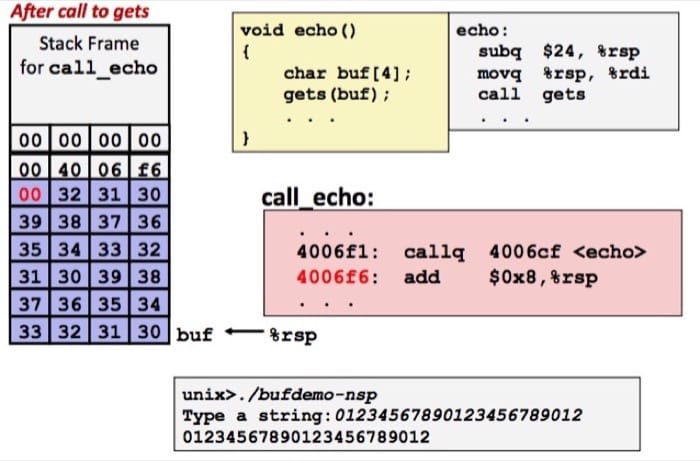 After call to gets
Stack Frame
for call_echo
00 00 00 00
00 40 06 f6
00 32 31 30
39 38 37 36
35 34 33 32
31 30 39 38
37 36 35 34
33 32 31 30 buf ← %rsp
void echo()
{
char buf[4];
gets(buf);
. . .
}
echo:
subq $24, %rsp
movq %rsp, %rdi
call gets
. . .
call_echo:
. . .
4006f1: callq 4006cf <echo>
4006f6: add $0x8,%rsp
. . .
unix>./bufdemo-nsp
Type a string:01234567890123456789012
01234567890123456789012